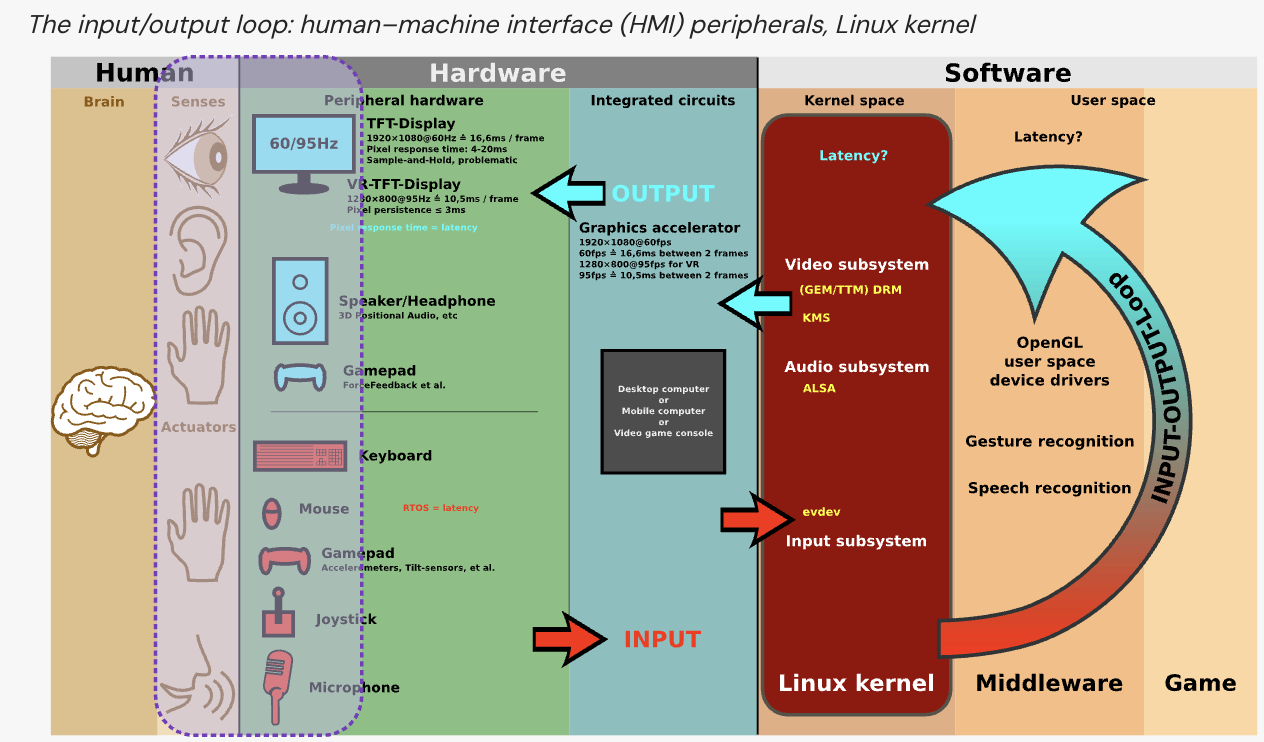 The input/output loop: human–machine interface (HMI) peripherals, Linux kernel
Human
Hardware
Software
Brain
Senses
Peripheral hardware
Integrated circuits
Kernel space
User space
60/95Hz
TFT-Display
1920×1080@60Hz ≙ 16,6ms / frame
Pixel response time: 4-20ms
Sample-and-Hold, problematic
VR-TFT-Display
1280×800@95Hz ≙ 10,5ms / frame
Pixel persistence ≤ 3ms
Pixel response time = latency
Speaker/Headphone
3D Positional Audio, etc
Gamepad
ForceFeedback et al.
Actuators
Keyboard
Mouse
RTOS = latency
Gamepad
Accelerometers, Tilt-sensors, et al.
Joystick
Microphone
OUTPUT
Graphics accelerator
1920×1080@60fps
60fps ≙ 16,6ms between 2 frames
1280×800@95fps for VR
95fps ≙ 10,5ms between 2 frames
Desktop computer
or
Mobile computer
or
Video game console
INPUT
Latency?
Video subsystem
(GEM/TTM) DRM
KMS
Audio subsystem
ALSA
evdev
Input subsystem
Linux kernel
Latency?
OpenGL
user space
device drivers
Gesture recognition
Speech recognition
INPUT-OUTPUT-Loop
Middleware
Game